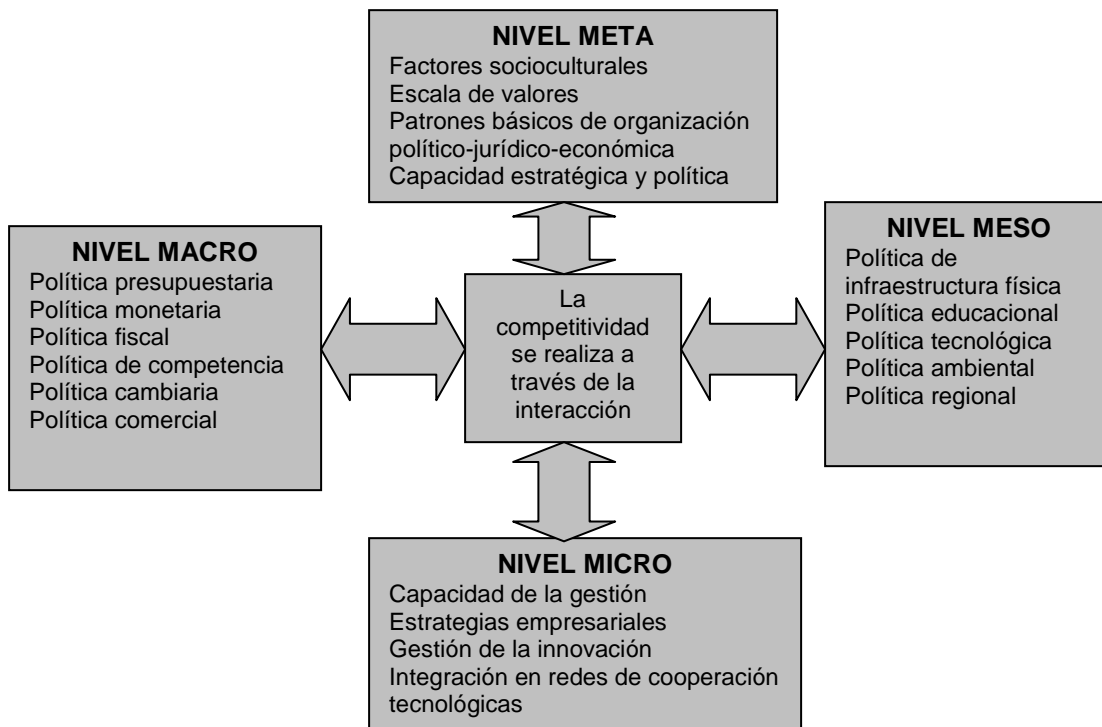 NIVEL META
Factores socioculturales
Escala de valores
Patrones básicos de organización
político-jurídico-económica
Capacidad estratégica y política
NIVEL MACRO
Política presupuestaria
Política monetaria
Política fiscal
Política de competencia
Política cambiaria
Política comercial
La
competitividad
se realiza a
través de la
interacción
NIVEL MESO
Política de
infraestructura física
Política educacional
Política tecnológica
Política ambiental
Política regional
NIVEL MICRO
Capacidad de la gestión
Estrategias empresariales
Gestión de la innovación
Integración en redes de cooperación
tecnológicas